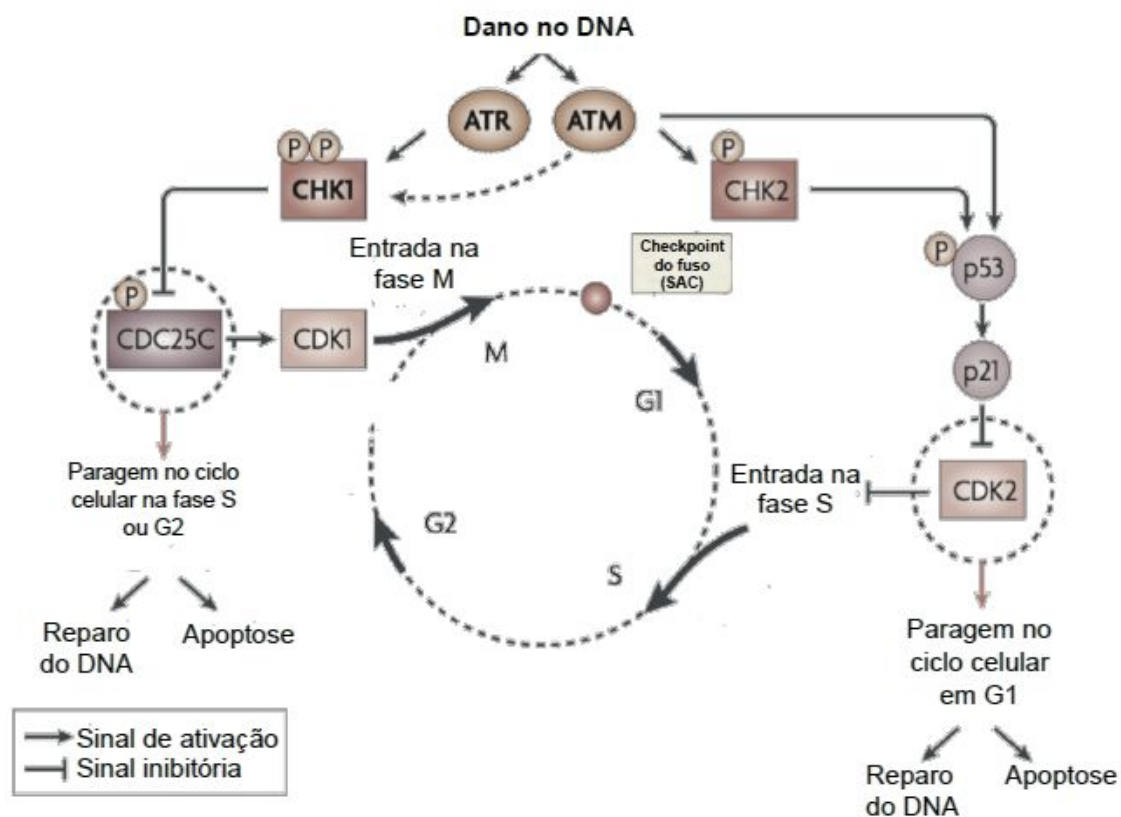 Dano no DNA
ATR
ATM
P
P
CHK1
P
CHK2
Entrada na
fase M
Checkpoint
do fuso
(SAC)
P
p53
P
CDC25C
CDK1
M
G1
p21
Paragem no ciclo
celular na fase S
ou G2
G2
S
Entrada na
fase S
CDK2
Reparo
do DNA
Apoptose
Paragem no
ciclo celular
em G1
Sinal de ativação
Sinal inibitória
Reparo
do DNA
Apoptose